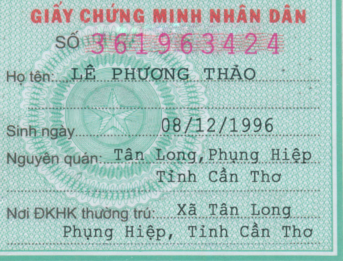 GIẤY CHỨNG MINH NHÂN DÂN
SỐ 361963424
Họ tên: LÊ PHƯƠNG THẢO
Sinh ngày 08/12/1996
Nguyên quán: Tân Long, Phụng Hiệp
Tỉnh Cần Thơ
Nơi ĐKHK thường trú: Xã Tân Long
Phụng Hiệp, Tỉnh Cần Thơ